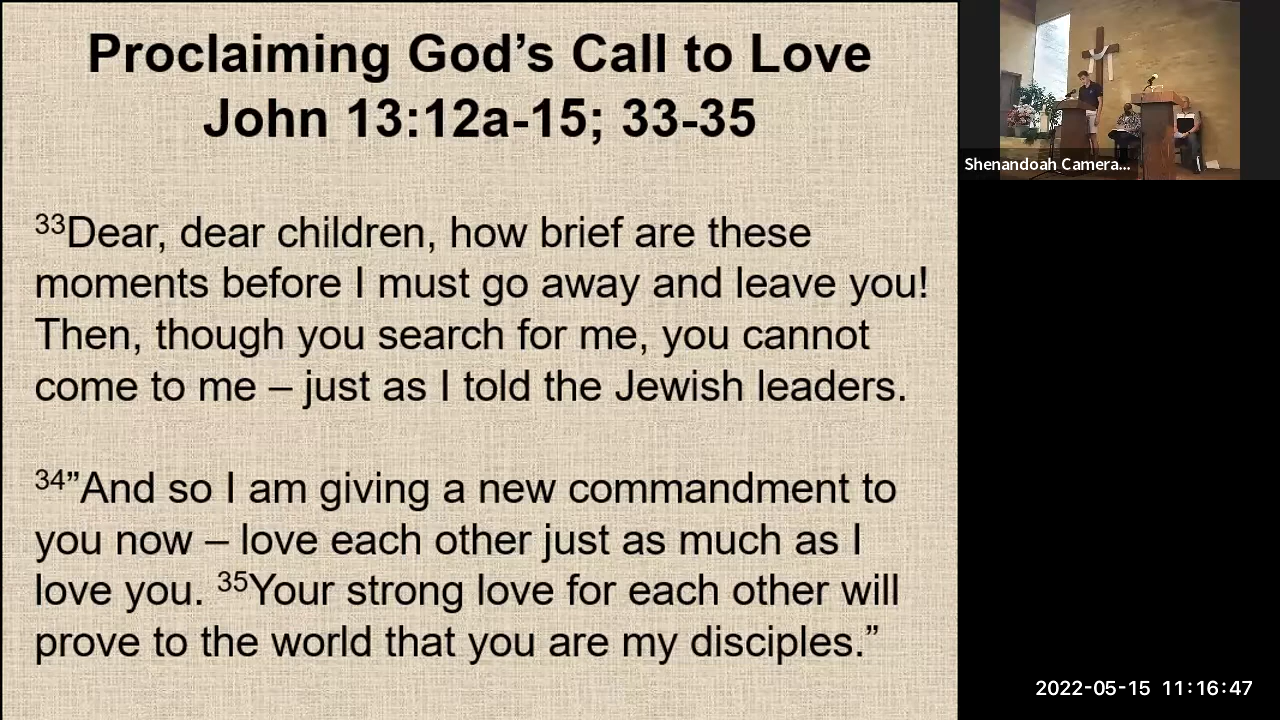 Proclaiming God’s Call to Love
John 13:12a-15; 33-35
³³Dear, dear children, how brief are these
moments before I must go away and leave you!
Then, though you search for me, you cannot
come to me – just as I told the Jewish leaders.
³⁴”And so I am giving a new commandment to
you now – love each other just as much as I
love you. ³⁵Your strong love for each other will
prove to the world that you are my disciples.”
Shenandoah Camera...
2022-05-15 11:16:47